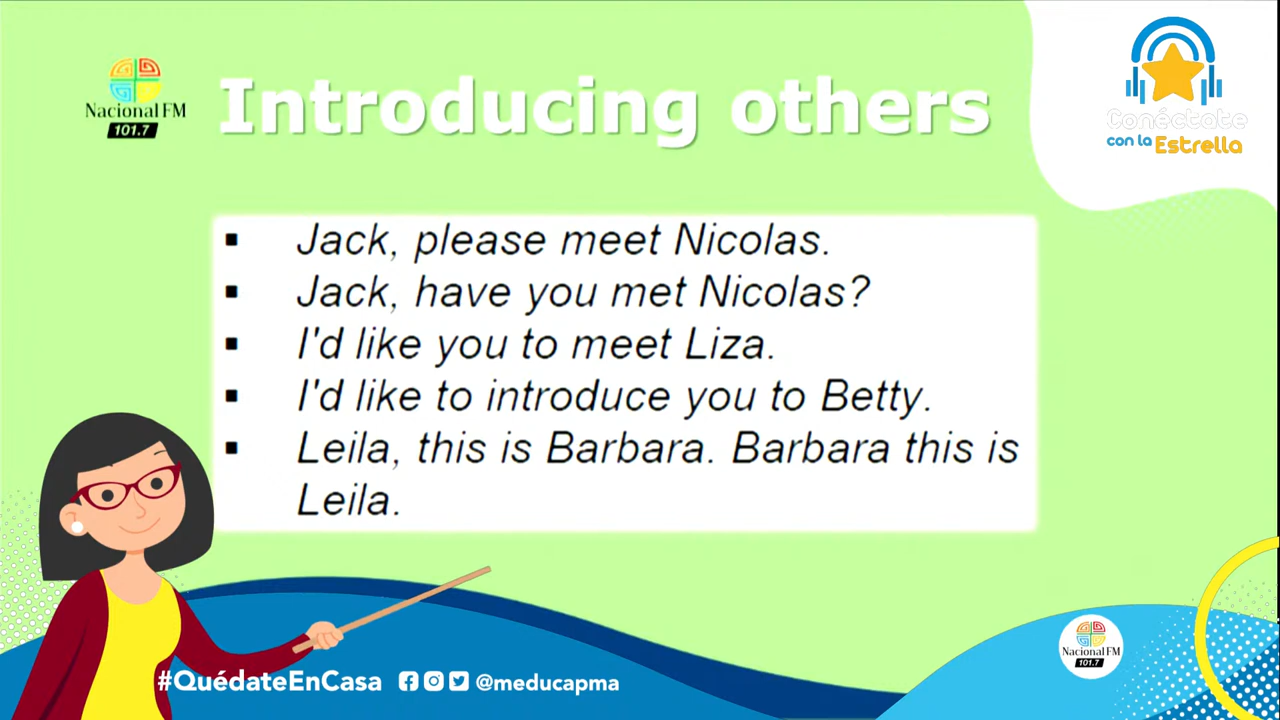 Nacional FM
101.7
Introducing others
Conéctate
con la Estrella
▪ Jack, please meet Nicolas.
▪ Jack, have you met Nicolas?
▪ I'd like you to meet Liza.
▪ I'd like to introduce you to Betty.
▪ Leila, this is Barbara. Barbara this is
Leila.
Nacional FM
101.7
#QuédateEnCasa @meducapma